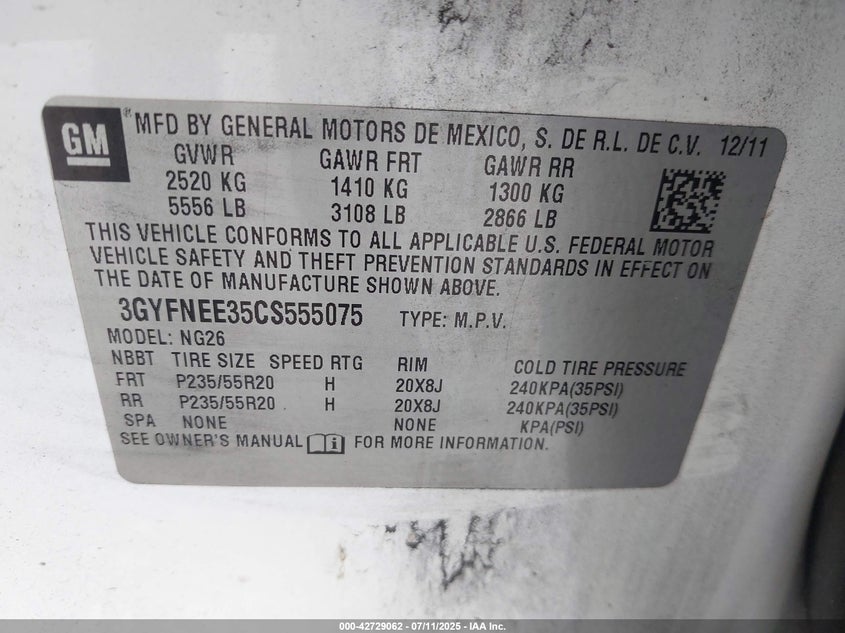 GM® MFD BY GENERAL MOTORS DE MEXICO, S. DE R.L. DE C.V. 12/11
GVWR GAWR FRT GAWR RR
2520 KG 1410 KG 1300 KG
5556 LB 3108 LB 2866 LB
THIS VEHICLE CONFORMS TO ALL APPLICABLE U.S. FEDERAL MOTOR
VEHICLE SAFETY AND THEFT PREVENTION STANDARDS IN EFFECT ON
THE DATE OF MANUFACTURE SHOWN ABOVE.
3GYFNEE35CS555075 TYPE: M.P.V.
MODEL: NG26
NBBT TIRE SIZE SPEED RTG RIM COLD TIRE PRESSURE
FRT P235/55R20 H 20X8J 240KPA(35PSI)
RR P235/55R20 H 20X8J 240KPA(35PSI)
SPA NONE NONE KPA(PSI)
SEE OWNER'S MANUAL FOR MORE INFORMATION.
000-42729062 - 07/11/2025 - IAA Inc.